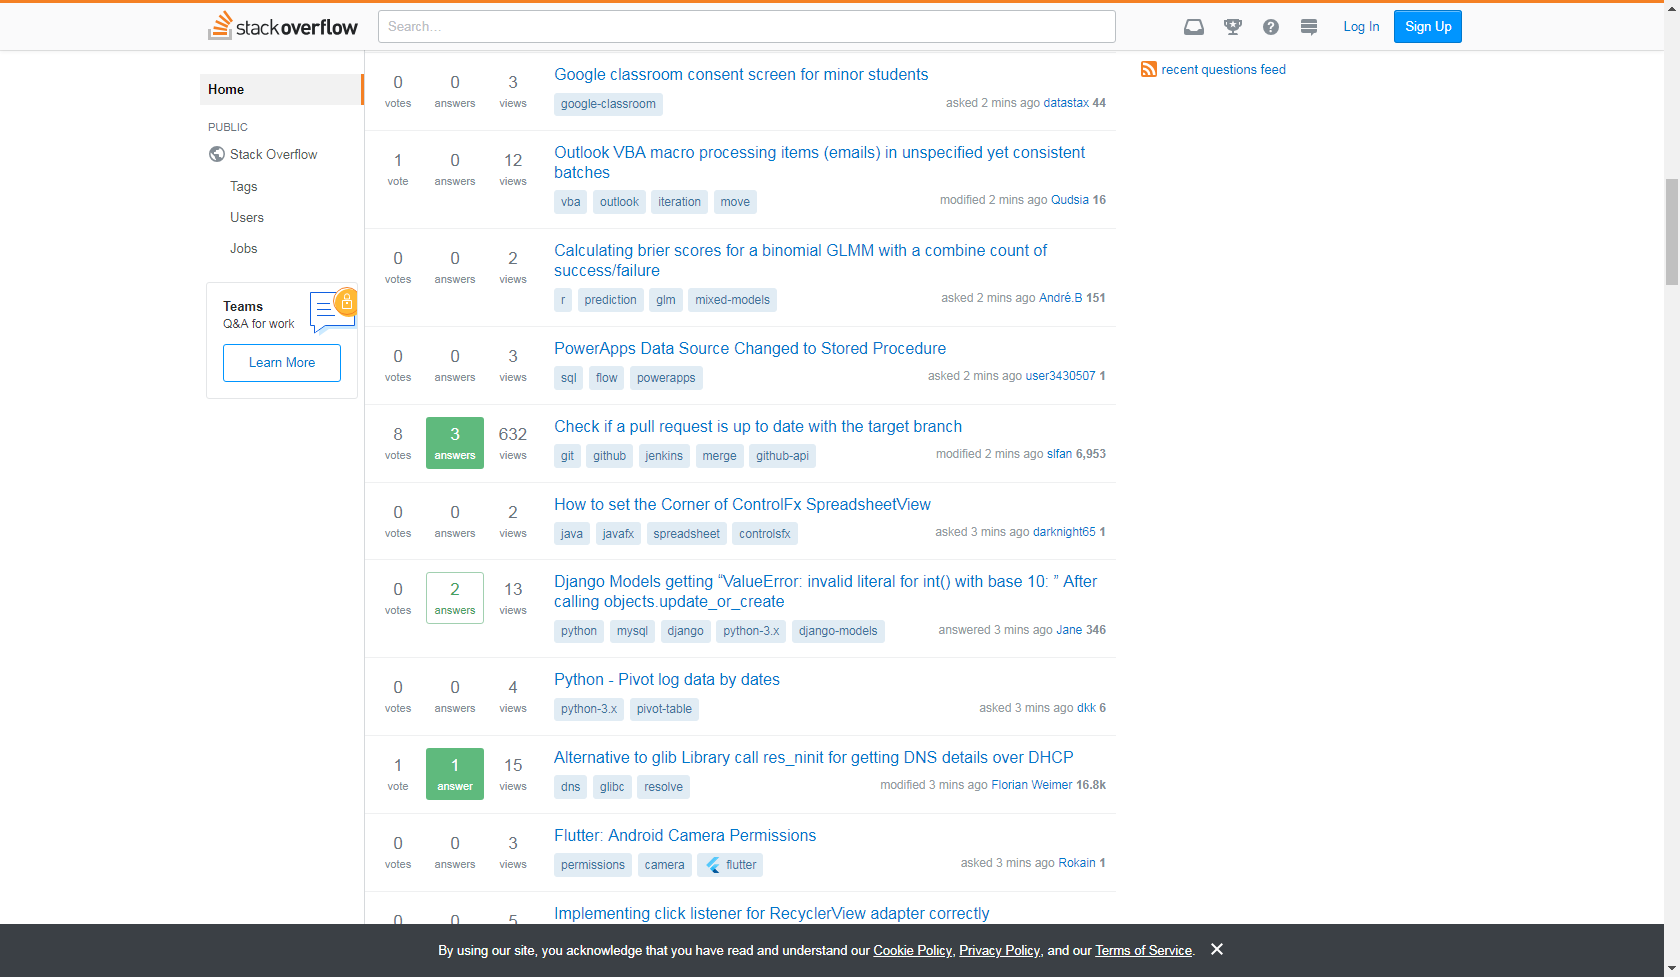 stackoverflow
Search...
Log In
Sign Up
Home
PUBLIC
Stack Overflow
Tags
Users
Jobs
Teams
Q&A for work
Learn More
0 0 3 Google classroom consent screen for minor students
votes answers views google-classroom asked 2 mins ago datastax 44
1 0 12 Outlook VBA macro processing items (emails) in unspecified yet consistent
vote answers views batches
vba outlook iteration move modified 2 mins ago Qudsia 16
0 0 2 Calculating brier scores for a binomial GLMM with a combine count of
votes answers views success/failure
r prediction glm mixed-models asked 2 mins ago André.B 151
0 0 3 PowerApps Data Source Changed to Stored Procedure
votes answers views sql flow powerapps asked 2 mins ago user3430507 1
8 3 632 Check if a pull request is up to date with the target branch
votes answers views git github jenkins merge github-api modified 2 mins ago slfan 6,953
0 0 2 How to set the Corner of ControlFx SpreadsheetView
votes answers views java javafx spreadsheet controlsfx asked 3 mins ago darknight65 1
0 2 13 Django Models getting “ValueError: invalid literal for int() with base 10: ” After
votes answers views calling objects.update_or_create
python mysql django python-3.x django-models answered 3 mins ago Jane 346
0 0 4 Python - Pivot log data by dates
votes answers views python-3.x pivot-table asked 3 mins ago dkk 6
1 1 15 Alternative to glib Library call res_ninit for getting DNS details over DHCP
vote answer views dns glibc resolve modified 3 mins ago Florian Weimer 16.8k
0 0 3 Flutter: Android Camera Permissions
votes answers views permissions camera flutter asked 3 mins ago Rokain 1
0 0 5 Implementing click listener for RecyclerView adapter correctly
recent questions feed
By using our site, you acknowledge that you have read and understand our Cookie Policy, Privacy Policy, and our Terms of Service.